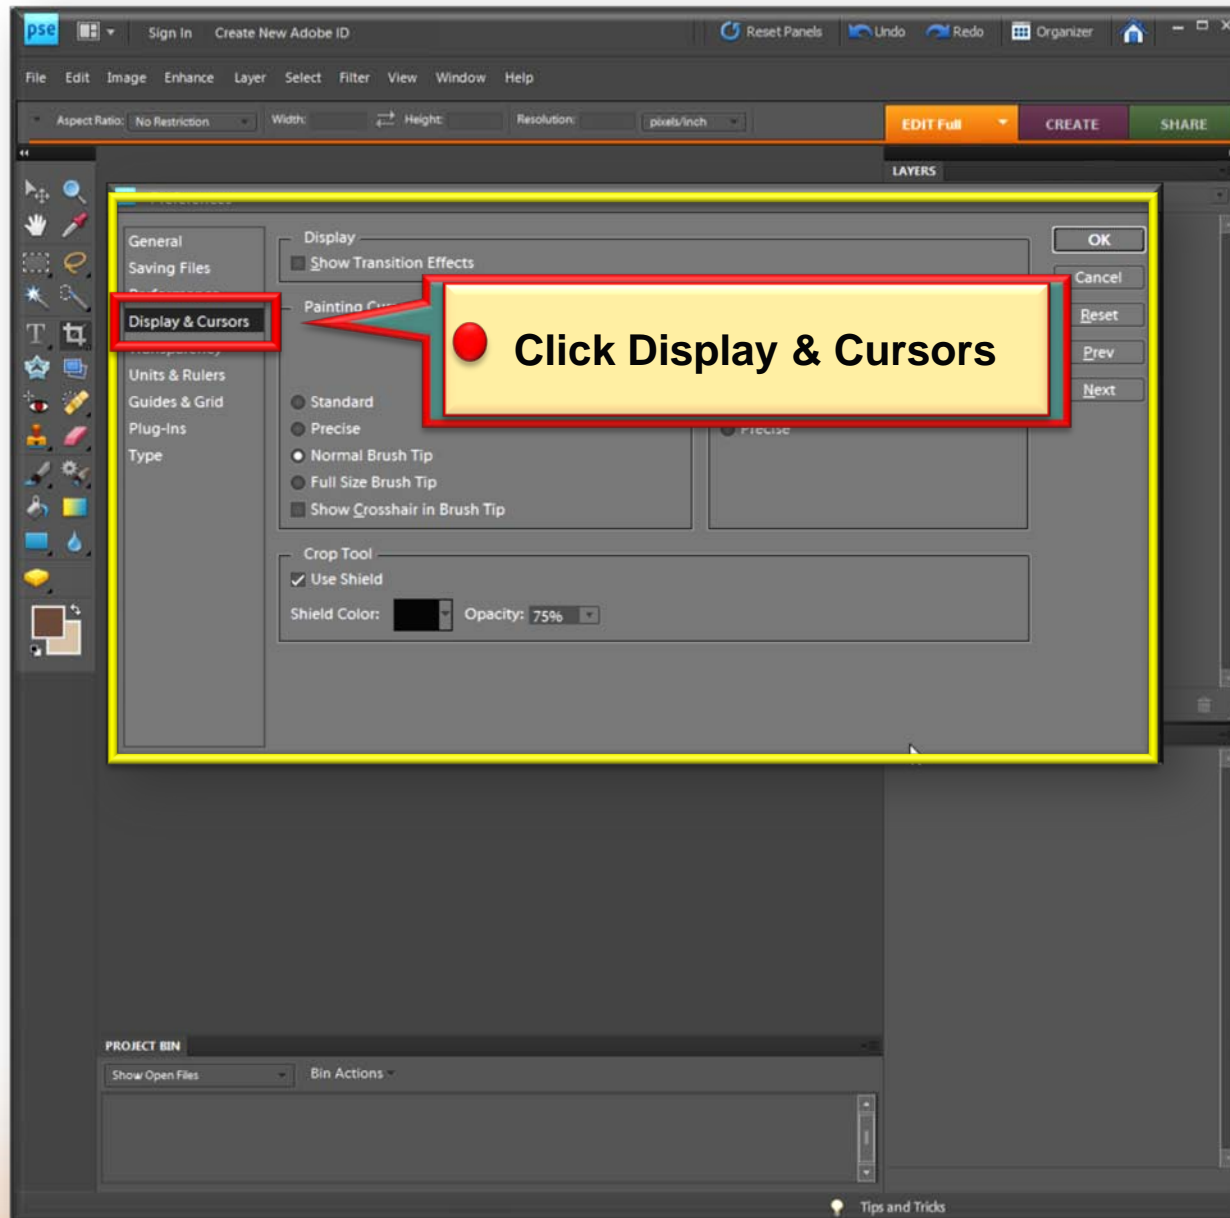 pse Sign In Create New Adobe ID Reset Panels Undo Redo Organizer
File Edit Image Enhance Layer Select Filter View Window Help
Aspect Ratio: No Restriction Width: Height: Resolution: pixels/inch EDIT Full CREATE SHARE
LAYERS
General
Saving Files
Display & Cursors
Units & Rulers
Guides & Grid
Plug-Ins
Type
Display
Show Transition Effects
Painting
Click Display & Cursors
Standard
Precise
Normal Brush Tip
Full Size Brush Tip
Show Crosshair in Brush Tip
Precise
Crop Tool
Use Shield
Shield Color: Opacity: 75%
OK
Cancel
Reset
Prev
Next
PROJECT BIN
Show Open Files Bin Actions
Tips and Tricks